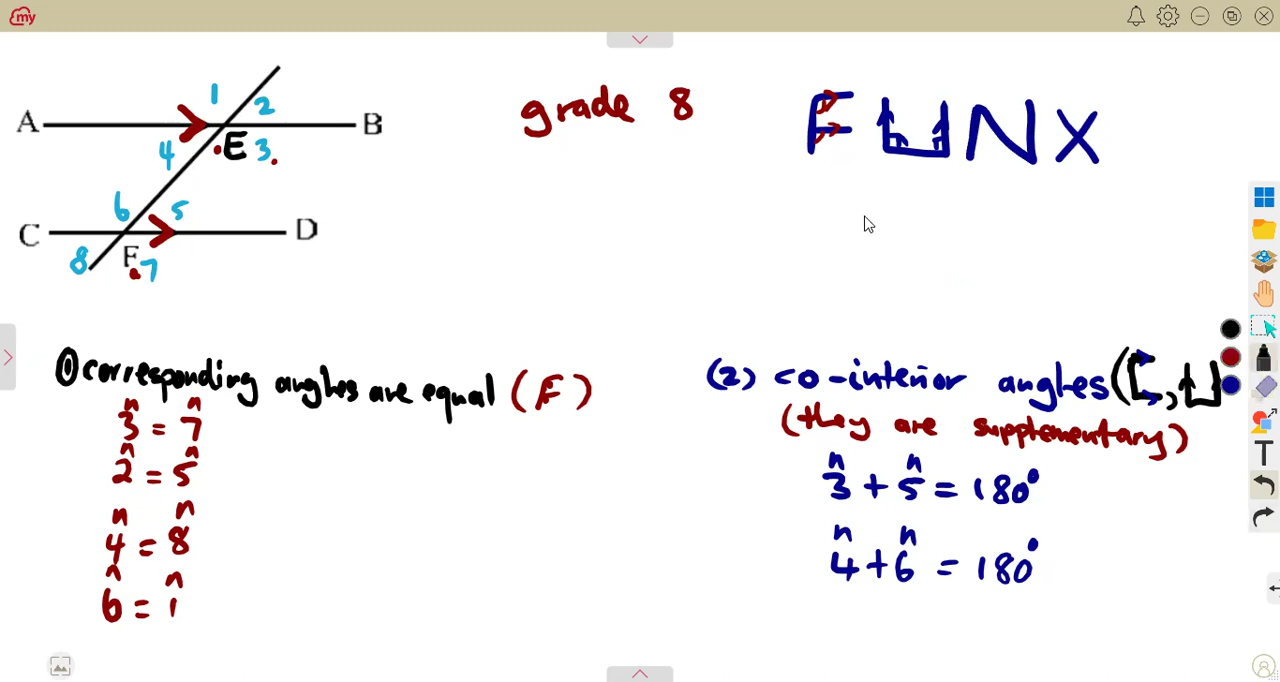 my
1 2
A B
4 E 3
grade 8
F U N X
6 5
C D
8 F 7
① corresponding angles are equal (F)
3̂ = 7̂
2̂ = 5̂
4̂ = 8̂
6̂ = 1̂
(2) co-interior angles ([, ⊔)
(they are supplementary)
3̂ + 5̂ = 180°
4̂ + 6̂ = 180°
T